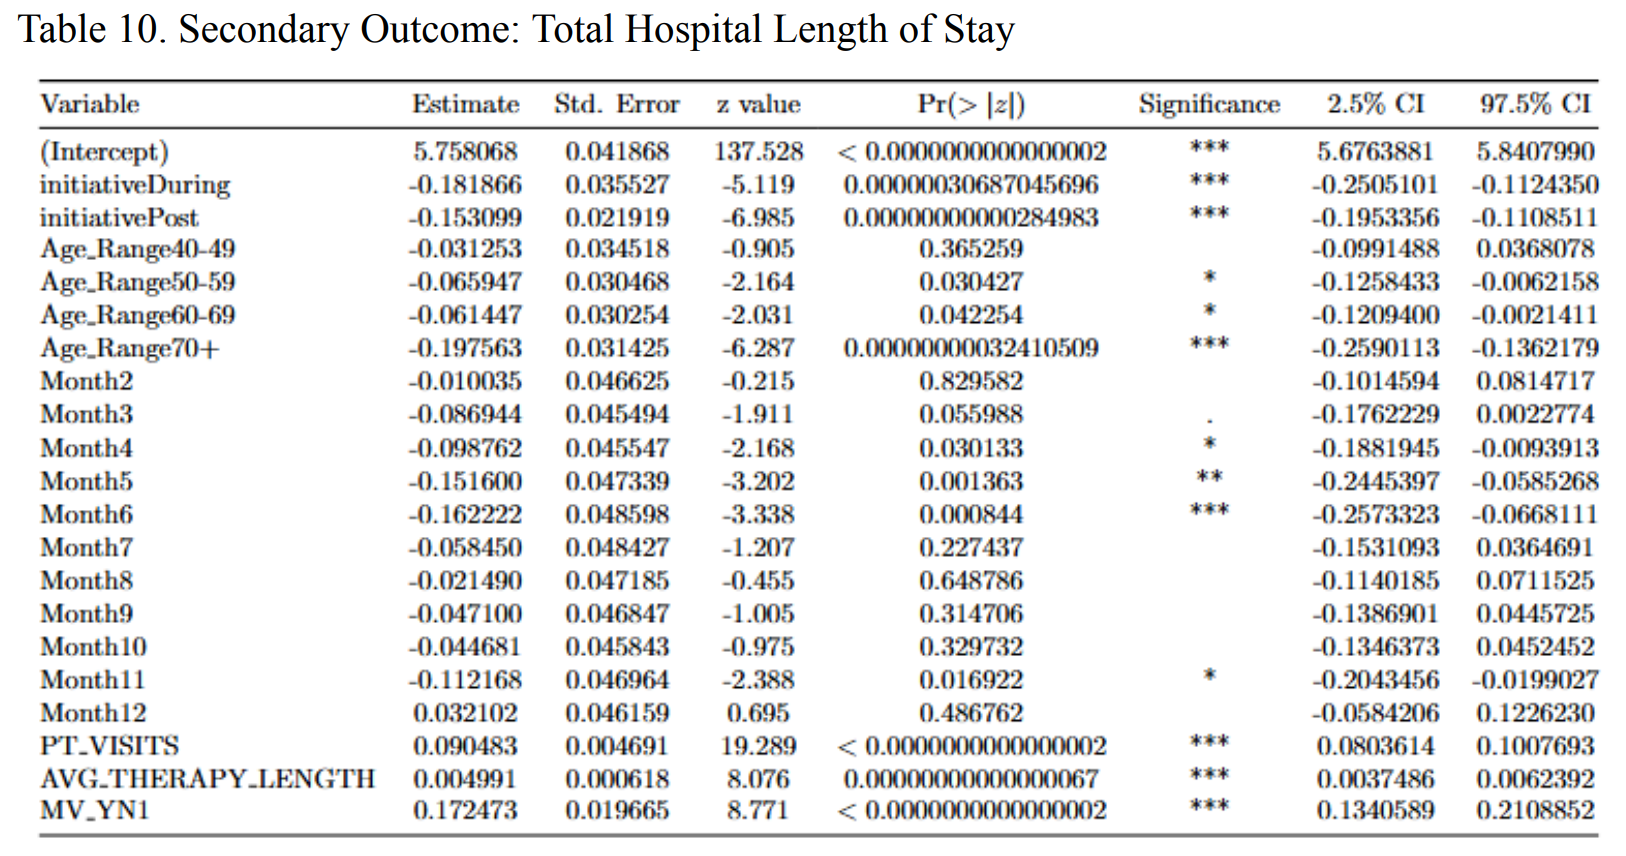 Table 10. Secondary Outcome: Total Hospital Length of Stay
Variable Estimate Std. Error z value Pr(> |z|) Significance 2.5% CI 97.5% CI
(Intercept) 5.758068 0.041868 137.528 < 0.0000000000000002 *** 5.6763881 5.8407990
initiativeDuring -0.181866 0.035527 -5.119 0.00000030687045696 *** -0.2505101 -0.1124350
initiativePost -0.153099 0.021919 -6.985 0.00000000000284983 *** -0.1953356 -0.1108511
Age_Range40-49 -0.031253 0.034518 -0.905 0.365259 -0.0991488 0.0368078
Age_Range50-59 -0.065947 0.030468 -2.164 0.030427 * -0.1258433 -0.0062158
Age_Range60-69 -0.061447 0.030254 -2.031 0.042254 * -0.1209400 -0.0021411
Age_Range70+ -0.197563 0.031425 -6.287 0.00000000032410509 *** -0.2590113 -0.1362179
Month2 -0.010035 0.046625 -0.215 0.829582 -0.1014594 0.0814717
Month3 -0.086944 0.045494 -1.911 0.055988 . -0.1762229 0.0022774
Month4 -0.098762 0.045547 -2.168 0.030133 * -0.1881945 -0.0093913
Month5 -0.151600 0.047339 -3.202 0.001363 ** -0.2445397 -0.0585268
Month6 -0.162222 0.048598 -3.338 0.000844 *** -0.2573323 -0.0668111
Month7 -0.058450 0.048427 -1.207 0.227437 -0.1531093 0.0364691
Month8 -0.021490 0.047185 -0.455 0.648786 -0.1140185 0.0711525
Month9 -0.047100 0.046847 -1.005 0.314706 -0.1386901 0.0445725
Month10 -0.044681 0.045843 -0.975 0.329732 -0.1346373 0.0452452
Month11 -0.112168 0.046964 -2.388 0.016922 * -0.2043456 -0.0199027
Month12 0.032102 0.046159 0.695 0.486762 -0.0584206 0.1226230
PT_VISITS 0.090483 0.004691 19.289 < 0.0000000000000002 *** 0.0803614 0.1007693
AVG_THERAPY_LENGTH 0.004991 0.000618 8.076 0.00000000000000067 *** 0.0037486 0.0062392
MV_YN1 0.172473 0.019665 8.771 < 0.0000000000000002 *** 0.1340589 0.2108852